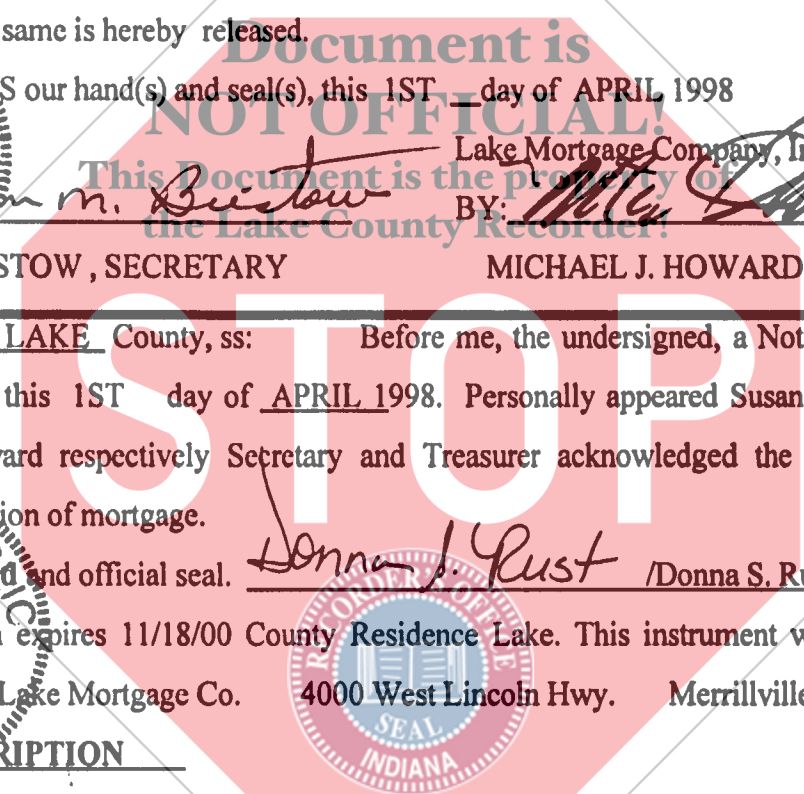 same is hereby released.
Document is
S our hand(s) and seal(s), this 1ST __day of APRIL 1998
NOT OFFICIAL!
Lake Mortgage Company, In
This Document is the property of
m. Bristow
BY:
the Lake County Recorder!
STOW , SECRETARY MICHAEL J. HOWARD
STOP
LAKE County, ss: Before me, the undersigned, a Not
this 1ST day of APRIL 1998. Personally appeared Susan
ard respectively Secretary and Treasurer acknowledged the
ion of mortgage.
d and official seal. Donna S. Rust /Donna S. Ru
expires 11/18/00 County Residence Lake. This instrument w
Lake Mortgage Co. 4000 West Lincoln Hwy. Merrillville
RIPTION
RECORDER'S OFFICE
SEAL
INDIANA